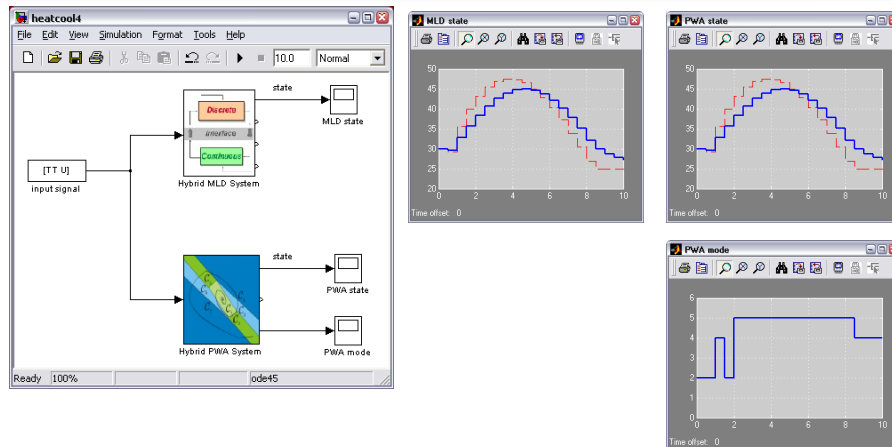 heatcool4
File Edit View Simulation Format Tools Help
10.0 Normal
state
Discrete
interface
Continuous
MLD state
Hybrid MLD System
[TT U]
input signal
state
PWA state
Hybrid PWA System
PWA mode
Ready 100% ode45
MLD state
50
45
40
35
30
25
20
0 2 4 6 8 10
Time offset: 0
PWA state
50
45
40
35
30
25
20
0 2 4 6 8 10
Time offset: 0
PWA mode
6
5
4
3
2
1
0
0 2 4 6 8 10
Time offset: 0